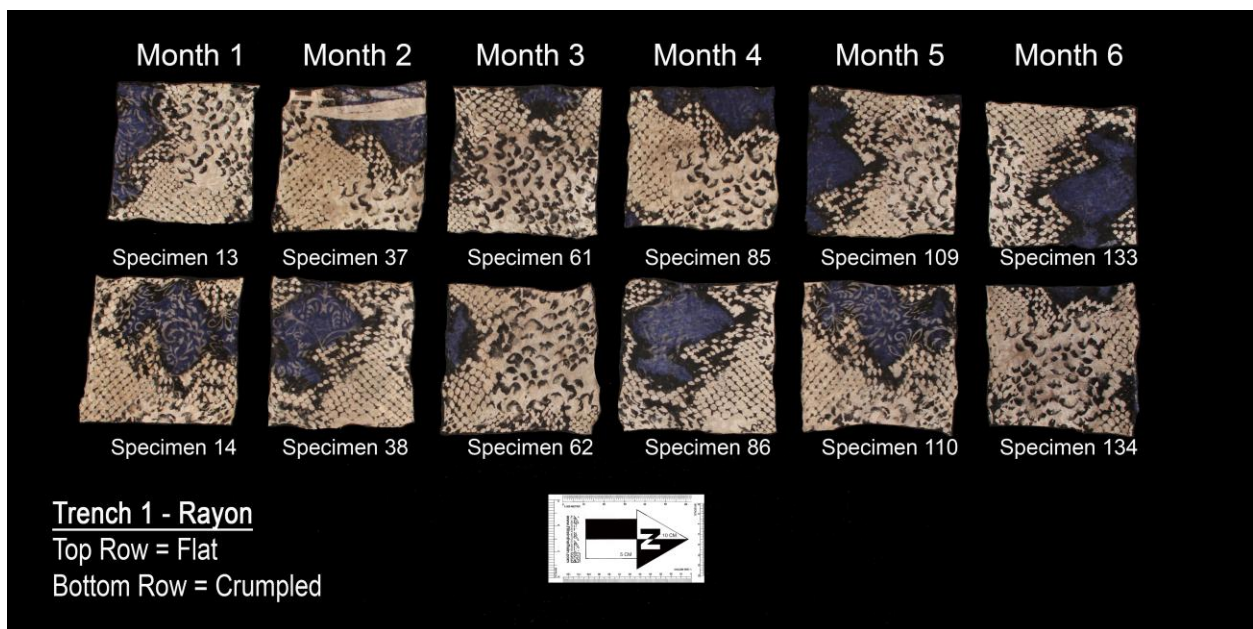 Month 1 Month 2 Month 3 Month 4 Month 5 Month 6
Specimen 13 Specimen 37 Specimen 61 Specimen 85 Specimen 109 Specimen 133
Specimen 14 Specimen 38 Specimen 62 Specimen 86 Specimen 110 Specimen 134
Trench 1 - Rayon
Top Row = Flat
Bottom Row = Crumpled
N
10 CM
5 CM